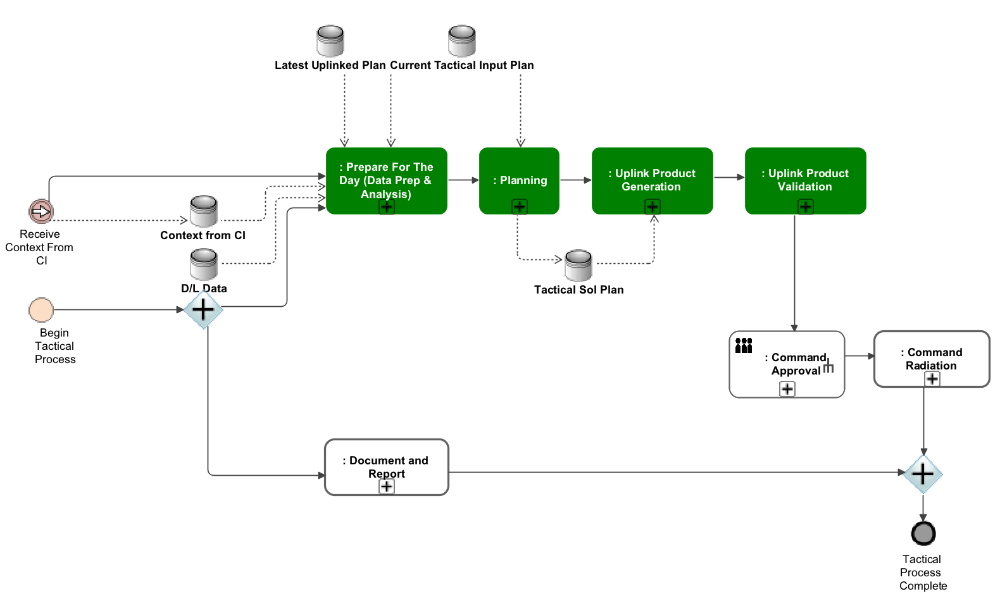 Latest Uplinked Plan
Current Tactical Input Plan
: Prepare For The
Day (Data Prep &
Analysis)
: Planning
: Uplink Product
Generation
: Uplink Product
Validation
Receive
Context From
CI
Context from CI
D/L Data
Tactical Sol Plan
Begin
Tactical
Process
: Command
Approval
: Command
Radiation
: Document and
Report
Tactical
Process
Complete